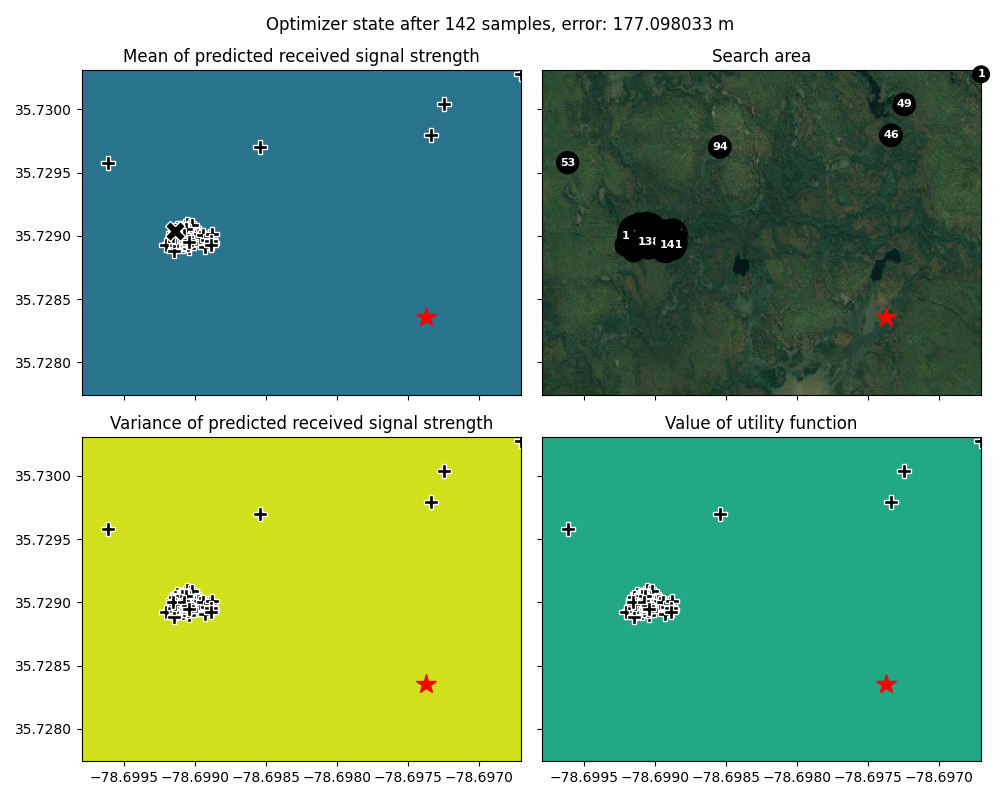 Optimizer state after 142 samples, error: 177.098033 m
Mean of predicted received signal strength
Search area
35.7300
35.7295
35.7290
35.7285
35.7280
1
49
46
94
53
1
138
141
Variance of predicted received signal strength
Value of utility function
35.7300
35.7295
35.7290
35.7285
35.7280
−78.6995 −78.6990 −78.6985 −78.6980 −78.6975 −78.6970
−78.6995 −78.6990 −78.6985 −78.6980 −78.6975 −78.6970